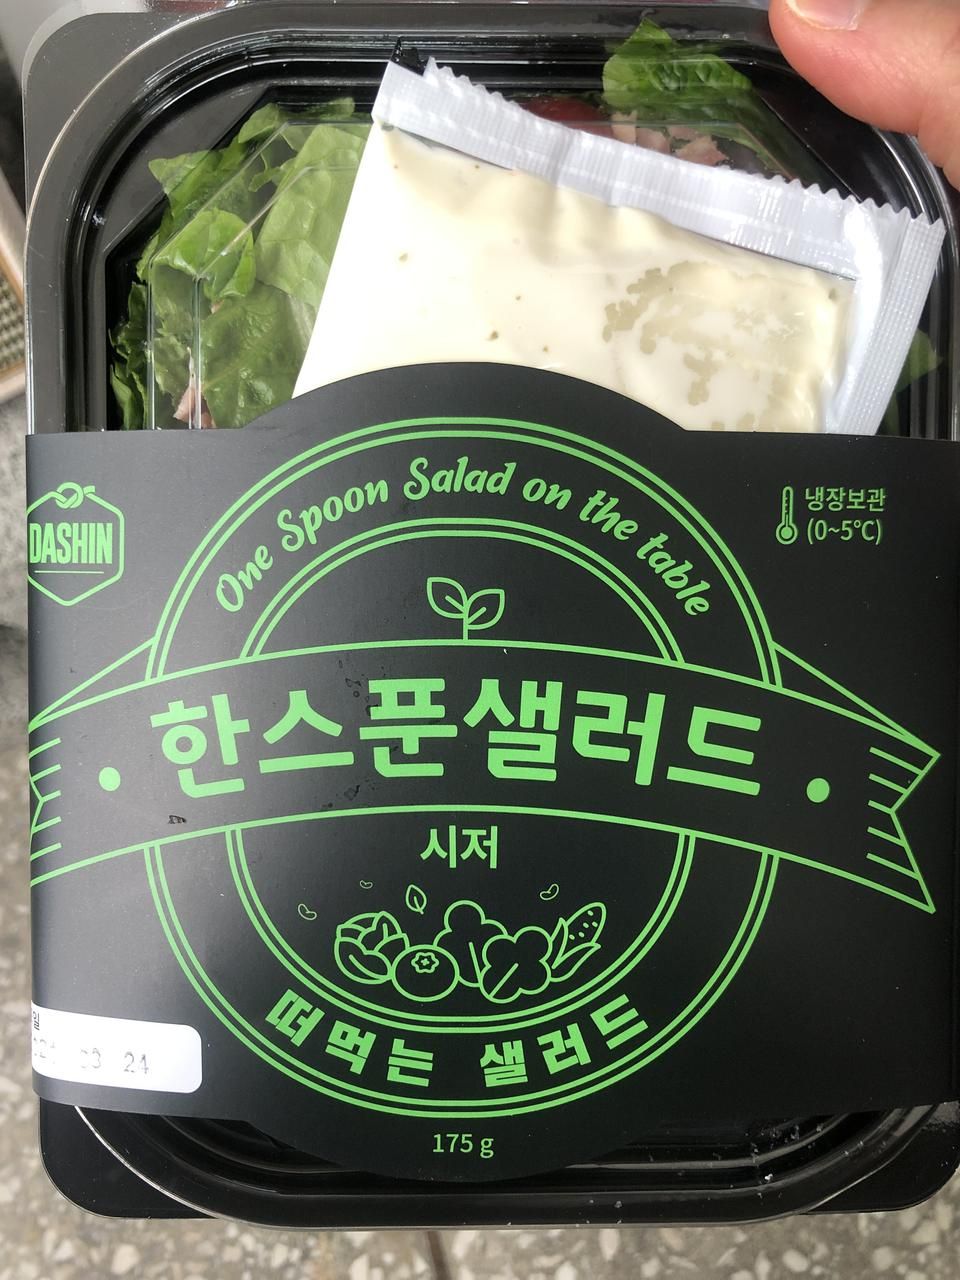 One Spoon Salad on the table
DASHIN
냉장보관
(0~5°C)
한스푼샐러드
시저
떠먹는 샐러드
24
175 g